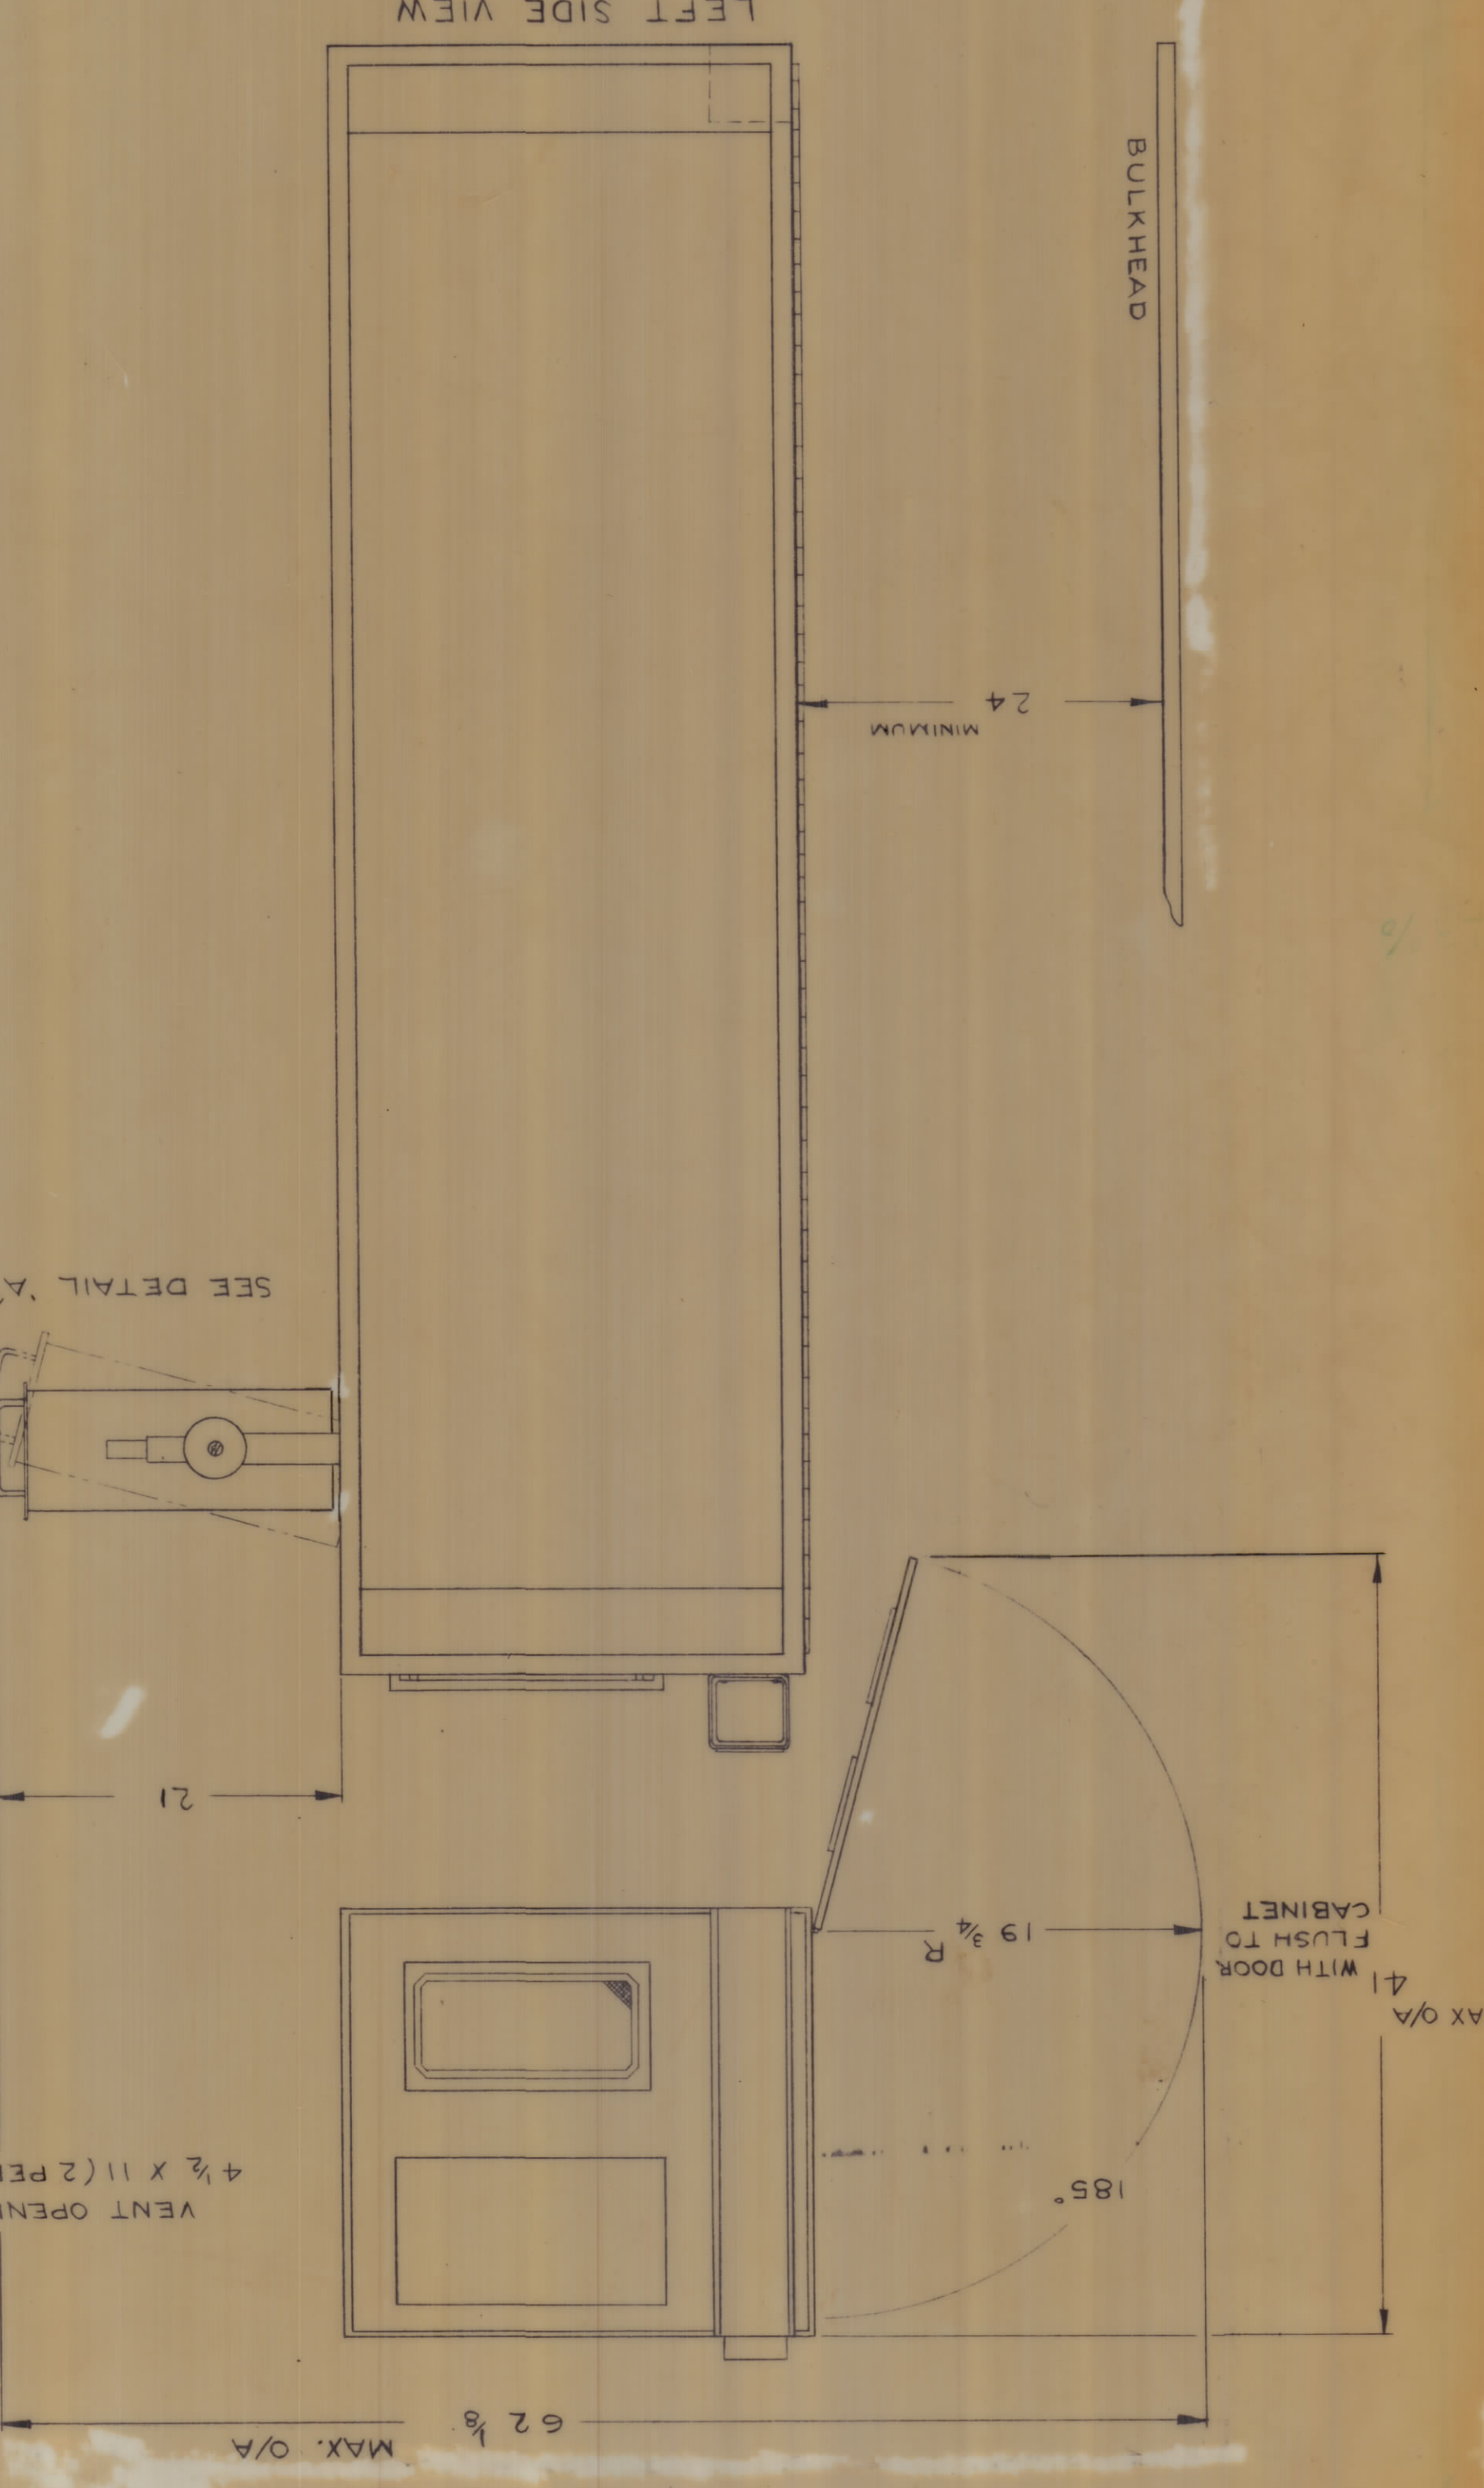 MAX. O/A
62 1/8
VENT OPEN
4 1/2 X 11 (2 PE
185°
AX O/A
41
WITH DOOR
FLUSH TO
CABINET
19 3/4 R
21
SEE DETAIL 'A'
MINIMUM
24
BULKHEAD
LEFT SIDE VIEW